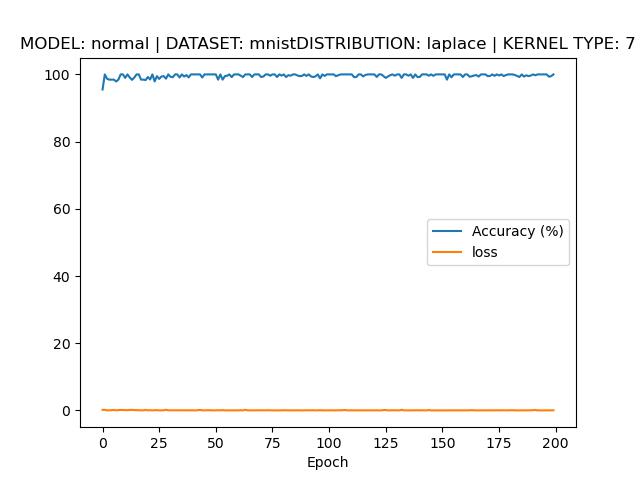 MODEL: normal | DATASET: mnistDISTRIBUTION: laplace | KERNEL TYPE: 7
100
80
60
40
20
0
Accuracy (%)
loss
0 25 50 75 100 125 150 175 200
Epoch